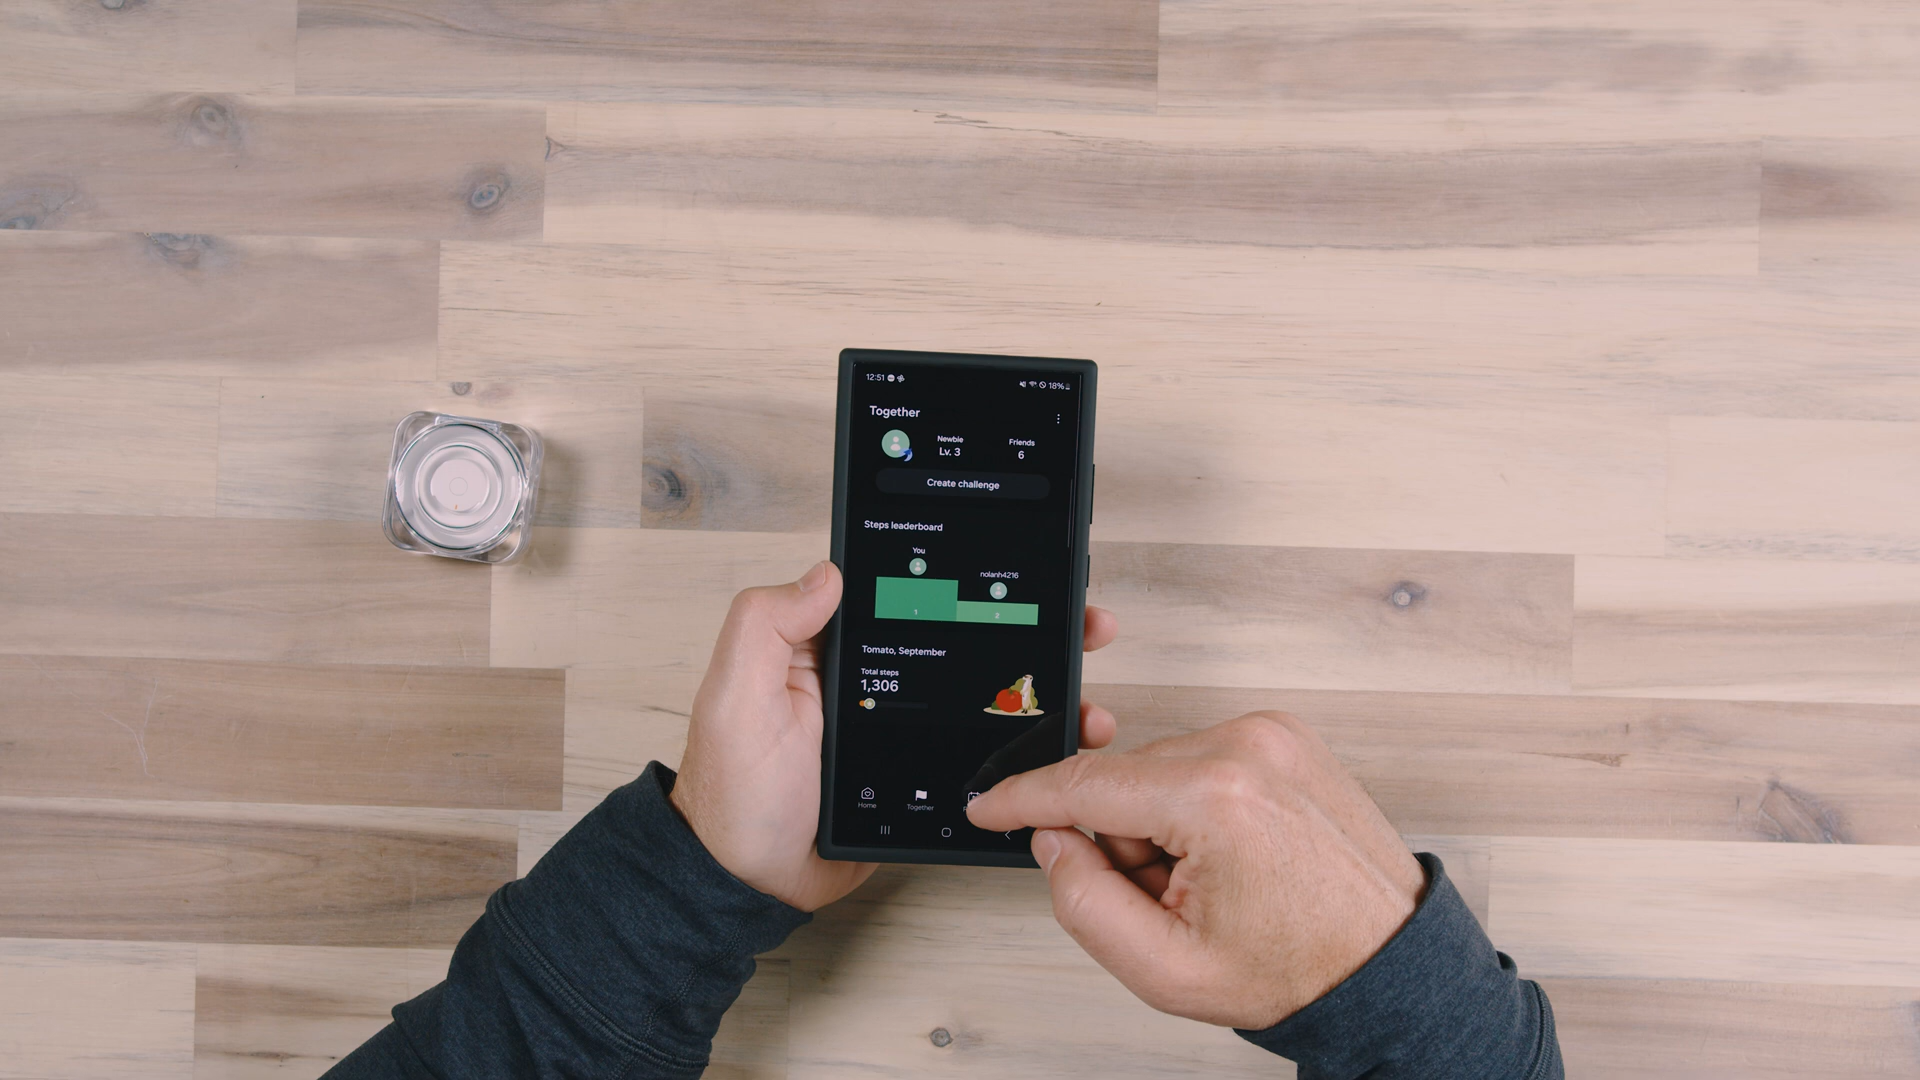 12:51
18%
Together
Newbie
Lv. 3
Friends
6
Create challenge
Steps leaderboard
You
nolanh4216
1
2
Tomato, September
Total steps
1,306
Home
Together